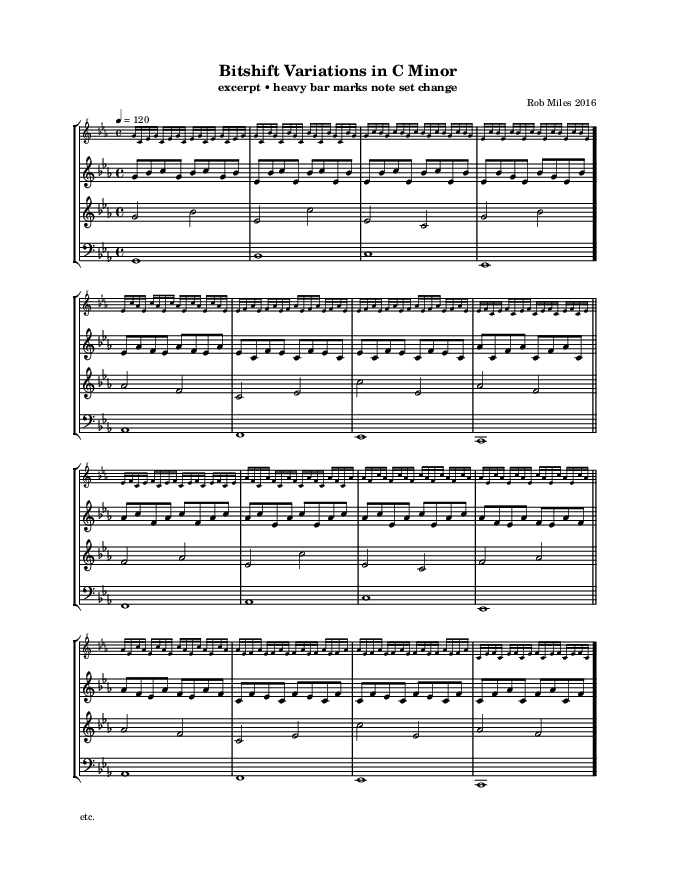 Bitshift Variations in C Minor
excerpt • heavy bar marks note set change
Rob Miles 2016
= 120
etc.